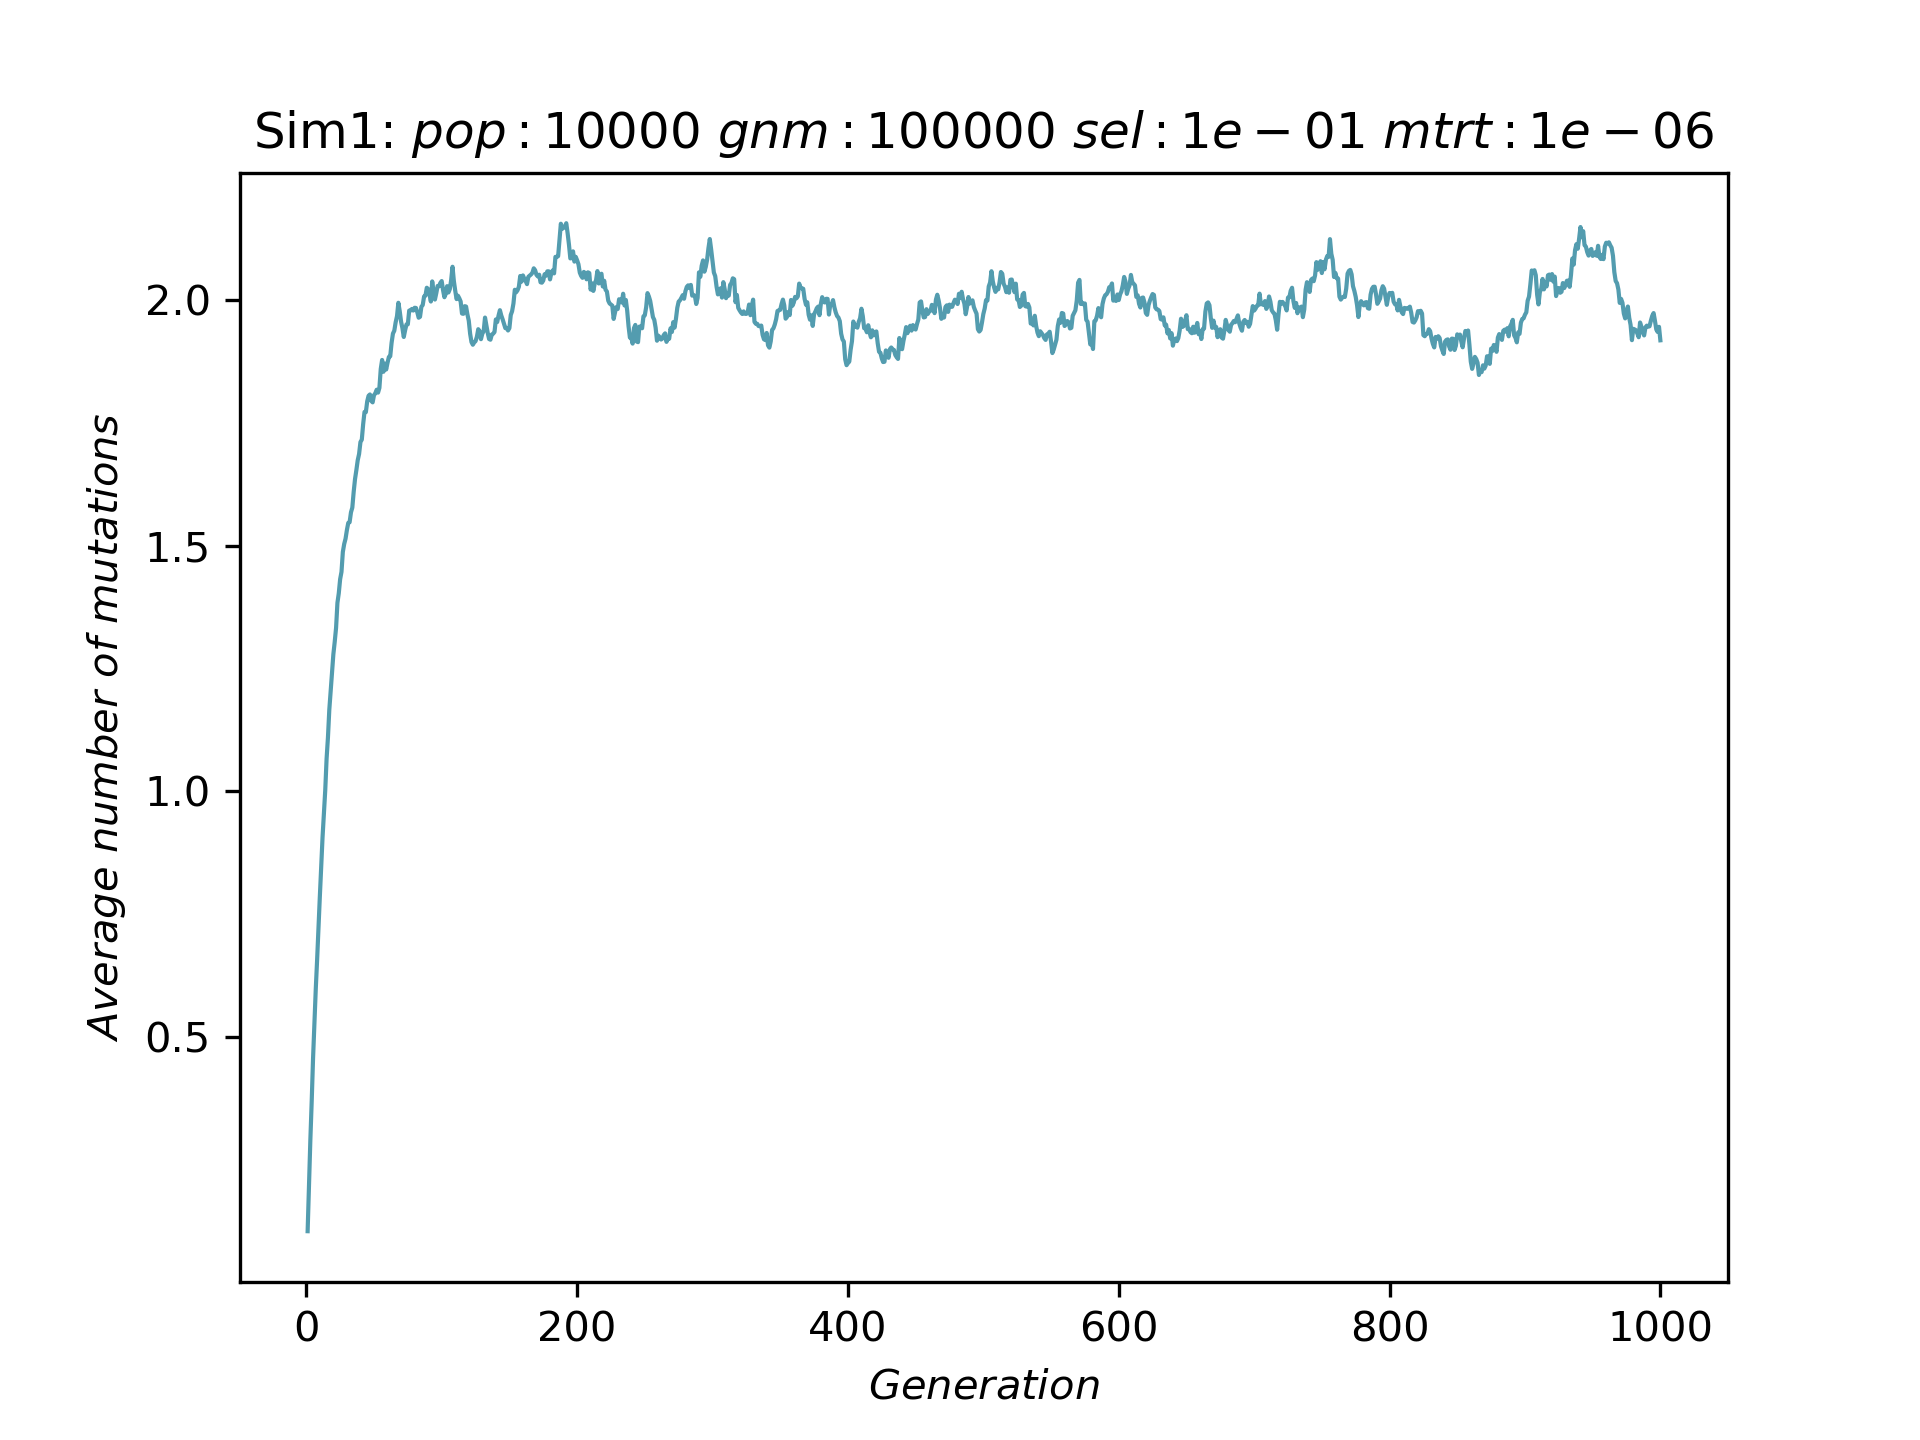 Sim1: pop : 10000 gnm : 100000 sel : 1e − 01 mtrt : 1e − 06
Average number of mutations
2.0
1.5
1.0
0.5
0 200 400 600 800 1000
Generation